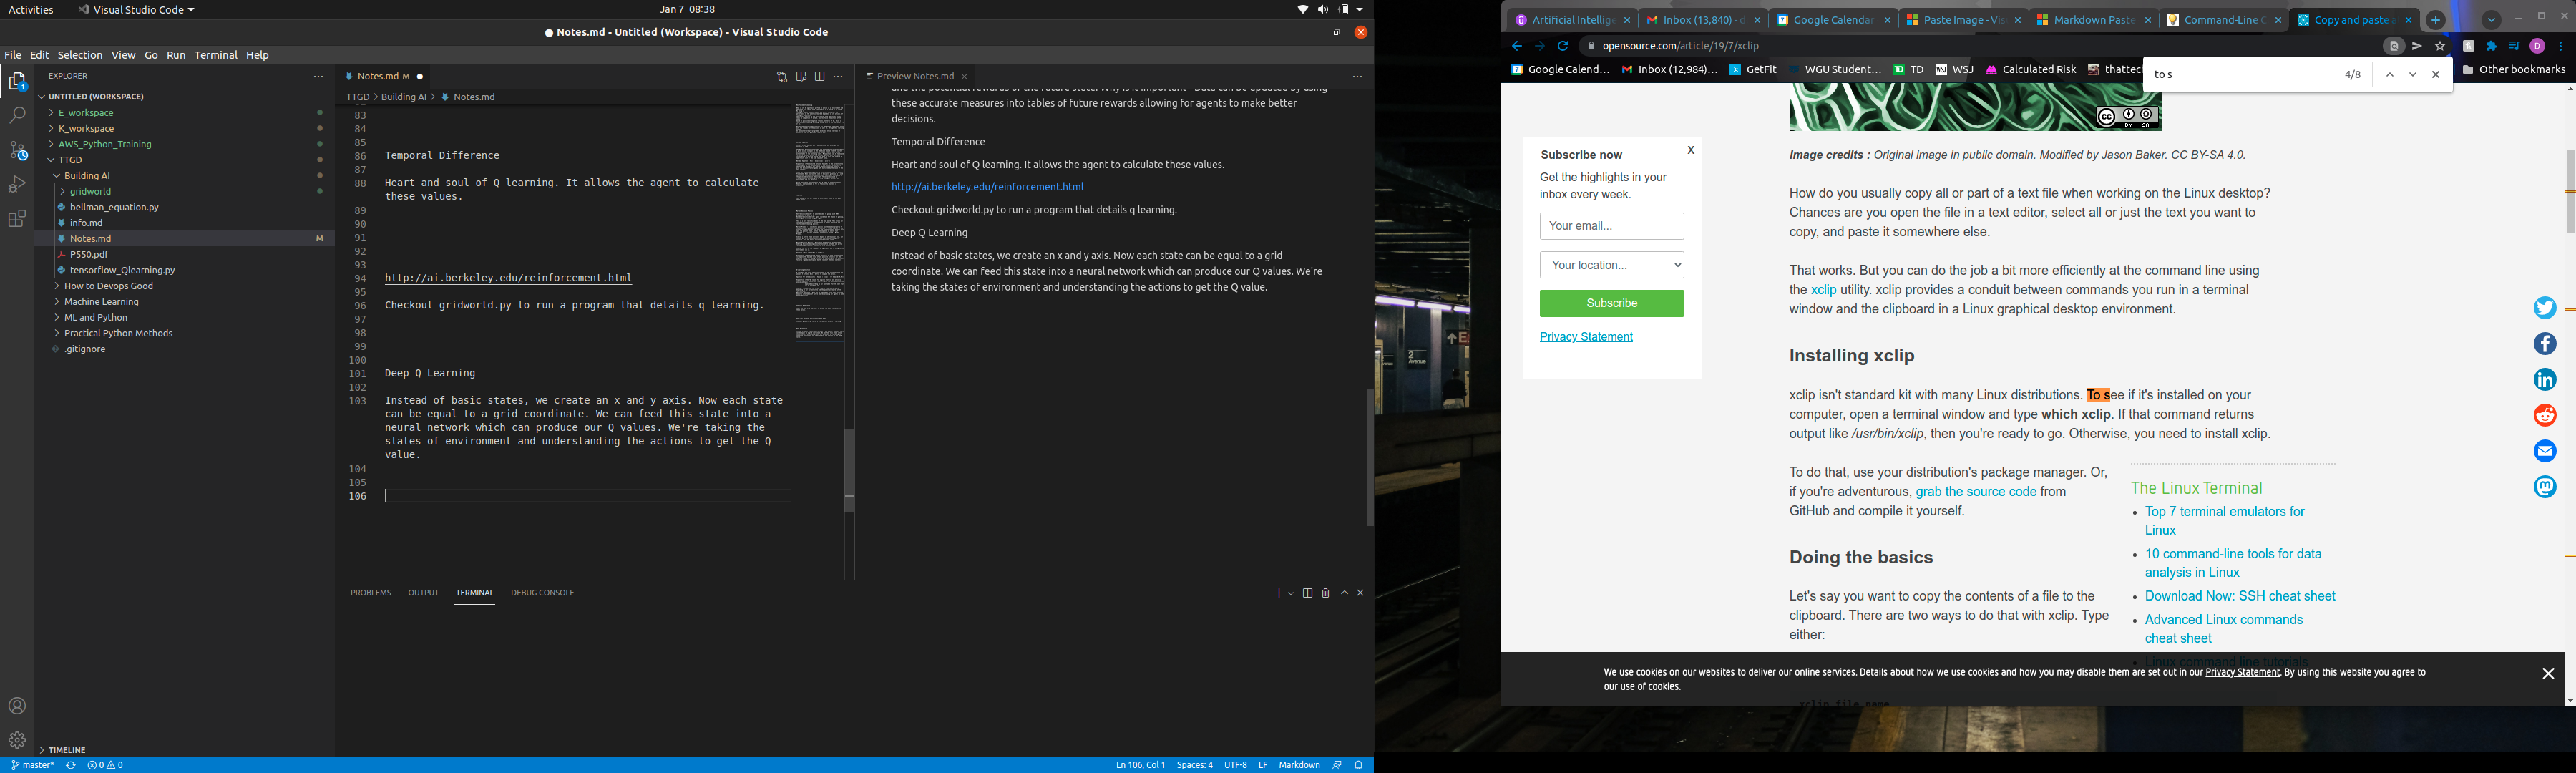 Activities
Visual Studio Code
Jan 7 08:38
● Notes.md - Untitled (Workspace) - Visual Studio Code
File Edit Selection View Go Run Terminal Help
EXPLORER
UNTITLED (WORKSPACE)
E_workspace
K_workspace
AWS_Python_Training
TTGD
Building AI
gridworld
bellman_equation.py
info.md
Notes.md M
P550.pdf
tensorflow_Qlearning.py
How to Devops Good
Machine Learning
ML and Python
Practical Python Methods
.gitignore
TIMELINE
Notes.md M ●
TTGD > Building AI > Notes.md
83
84
85
86 Temporal Difference
87
88 Heart and soul of Q learning. It allows the agent to calculate
these values.
89
90
91
92
93
94 http://ai.berkeley.edu/reinforcement.html
95
96 Checkout gridworld.py to run a program that details q learning.
97
98
99
100
101 Deep Q Learning
102
103 Instead of basic states, we create an x and y axis. Now each state
can be equal to a grid coordinate. We can feed this state into a
neural network which can produce our Q values. We're taking the
states of environment and understanding the actions to get the Q
value.
104
105
106
Preview Notes.md
these accurate measures into tables of future rewards allowing for agents to make better
decisions.
Temporal Difference
Heart and soul of Q learning. It allows the agent to calculate these values.
http://ai.berkeley.edu/reinforcement.html
Checkout gridworld.py to run a program that details q learning.
Deep Q Learning
Instead of basic states, we create an x and y axis. Now each state can be equal to a grid
coordinate. We can feed this state into a neural network which can produce our Q values. We're
taking the states of environment and understanding the actions to get the Q value.
PROBLEMS OUTPUT TERMINAL DEBUG CONSOLE
master* 0 0
Ln 106, Col 1 Spaces: 4 UTF-8 LF Markdown
2
Avenue
E
Artificial Intellige
Inbox (13,840) - d
Google Calendar
Paste Image - Vis
Markdown Paste
Command-Line C
Copy and paste a
opensource.com/article/19/7/xclip
Google Calend…
Inbox (12,984)…
GetFit
WGU Student…
TD
WSJ
Calculated Risk
thattech
Other bookmarks
to s 4/8
CC BY SA
Subscribe now X
Get the highlights in your
inbox every week.
Your email...
Your location...
Subscribe
Privacy Statement
Image credits : Original image in public domain. Modified by Jason Baker. CC BY-SA 4.0.
How do you usually copy all or part of a text file when working on the Linux desktop?
Chances are you open the file in a text editor, select all or just the text you want to
copy, and paste it somewhere else.
That works. But you can do the job a bit more efficiently at the command line using
the xclip utility. xclip provides a conduit between commands you run in a terminal
window and the clipboard in a Linux graphical desktop environment.
Installing xclip
xclip isn't standard kit with many Linux distributions. To see if it's installed on your
computer, open a terminal window and type which xclip. If that command returns
output like /usr/bin/xclip, then you're ready to go. Otherwise, you need to install xclip.
To do that, use your distribution's package manager. Or,
if you're adventurous, grab the source code from
GitHub and compile it yourself.
The Linux Terminal
Top 7 terminal emulators for
Linux
10 command-line tools for data
analysis in Linux
Download Now: SSH cheat sheet
Advanced Linux commands
cheat sheet
Linux command line tutorials
Doing the basics
Let's say you want to copy the contents of a file to the
clipboard. There are two ways to do that with xclip. Type
either:
We use cookies on our websites to deliver our online services. Details about how we use cookies and how you may disable them are set out in our Privacy Statement. By using this website you agree to
our use of cookies.